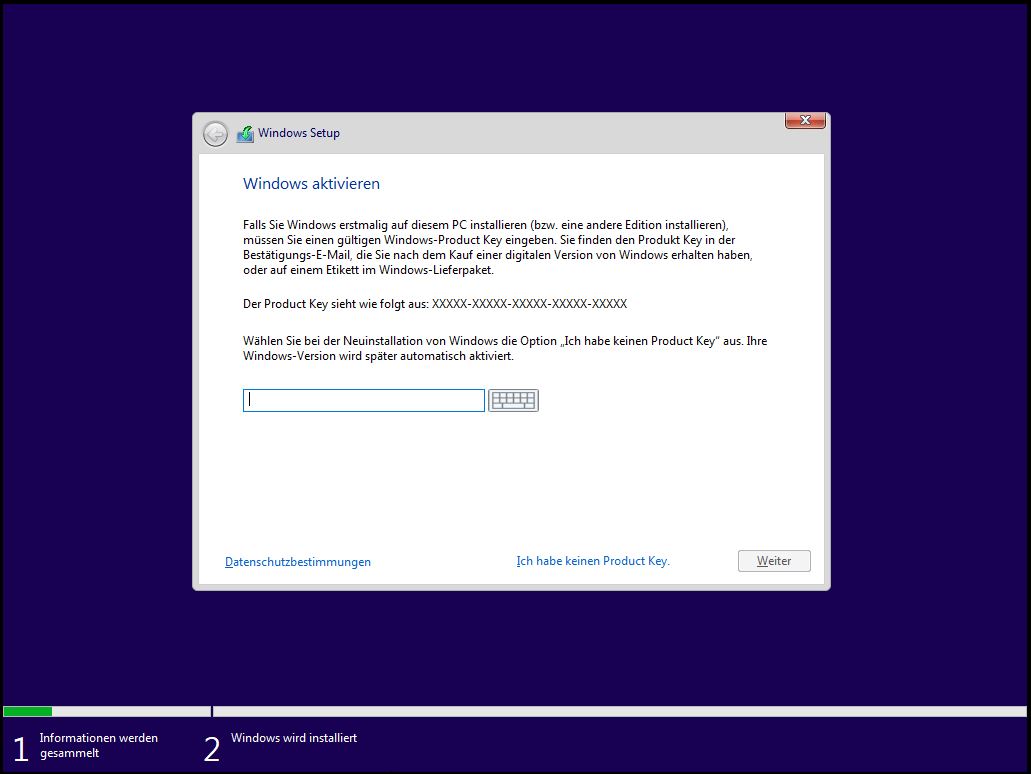 Windows Setup
Windows aktivieren
Falls Sie Windows erstmalig auf diesem PC installieren (bzw. eine andere Edition installieren),
müssen Sie einen gültigen Windows-Product Key eingeben. Sie finden den Produkt Key in der
Bestätigungs-E-Mail, die Sie nach dem Kauf einer digitalen Version von Windows erhalten haben,
oder auf einem Etikett im Windows-Lieferpaket.
Der Product Key sieht wie folgt aus: XXXXX-XXXXX-XXXXX-XXXXX-XXXXX
Wählen Sie bei der Neuinstallation von Windows die Option „Ich habe keinen Product Key“ aus. Ihre
Windows-Version wird später automatisch aktiviert.
Datenschutzbestimmungen
Ich habe keinen Product Key.
Weiter
1 Informationen werden
gesammelt
2 Windows wird installiert